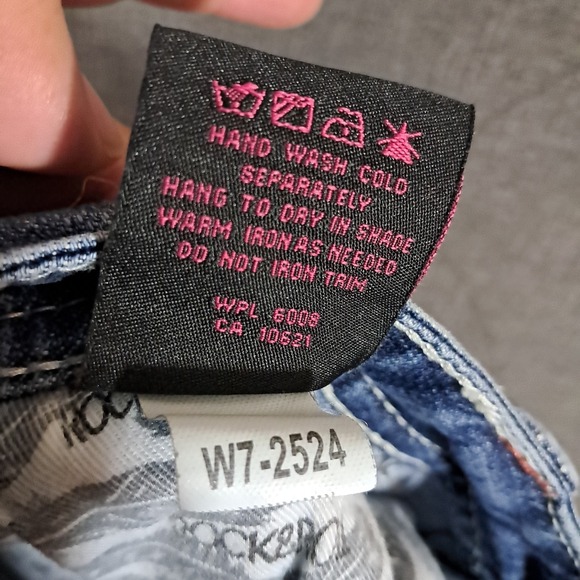 HAND WASH COLD
SEPARATELY
HANG TO DRY IN SHADE
WARM IRON AS NEEDED
DO NOT IRON TRIM
WPL 6008
CA 10621
W7-2524